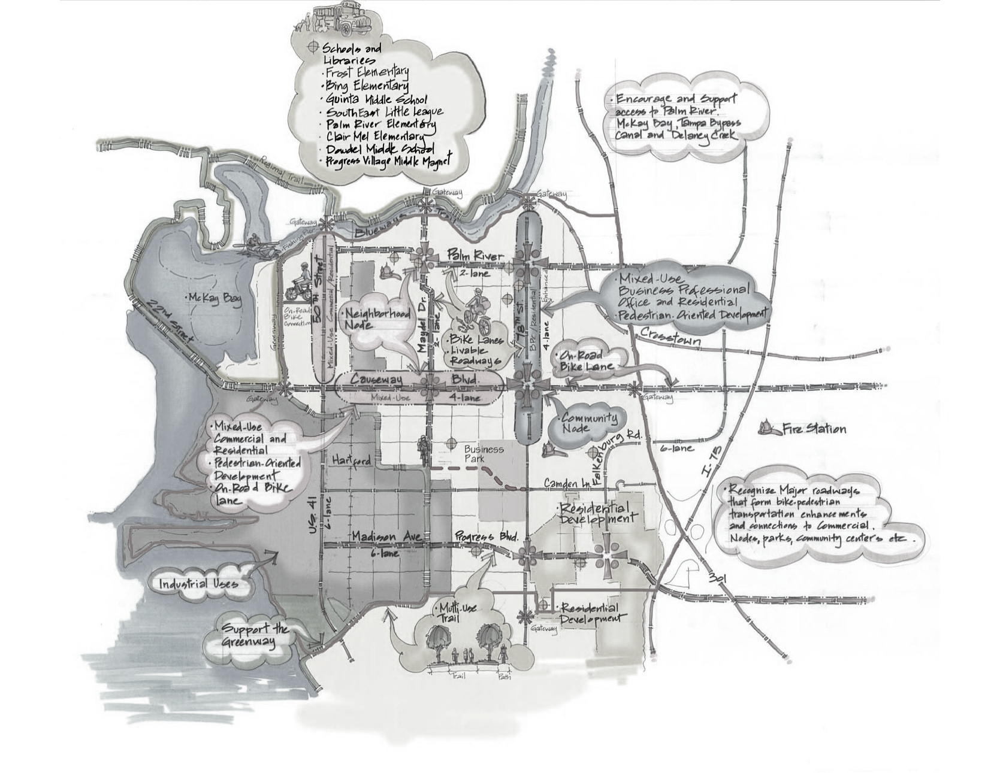 Schools and
Libraries
· Frost Elementary
· Bing Elementary
· Guinta Middle School
· SouthEast Little League
· Palm River Elementary
· Clair Mel Elementary
· Dowdel Middle School
· Progress Village Middle Magnet
· Encourage and Support
access to Palm River.
McKay Bay, Tampa Bypass
Canal and Delaney Creek
Regional Trail
Gateway
Gateway
Gateway
Blueways Trail
Fishing Pier
· McKay Bay
22nd Street
Greenway
On-Road
Bike
Connection
50TH Street
Mixed-Use Commercial/Residential
Palm River
2-lane
· Neighborhood
Node
Maydel Dr.
2-lane
· Bike Lanes
· Livable
Roadways
78TH St.
BPO/Residential
Enhanced
4-lane
· Mixed-Use
Business Professional
Office and Residential
· Pedestrian-Oriented Development
Crosstown
· On-Road
Bike Lane
Causeway Blvd.
Mixed-Use 4-lane
Gateway
Gateway
· Mixed-Use
Commercial and
Residential
· Pedestrian-Oriented
Development
· On-Road Bike
lane
· Community
Node
Fire Station
Falkenburg Rd.
6-lane
I-75
Business
Park
Hartford
Camden Ln.
U.S. 41
6-lane
· Residential
Development
· Recognize Major roadways
that form bike-pedestrian
transportation enhancements
and connections to Commercial.
Nodes, parks, community centers etc.
Madison Ave
6-lane
Progress Blvd.
301
Industrial Uses
· Multi-Use
Trail
· Residential
Development
Gateway
Support the
Greenway
Trail
Path